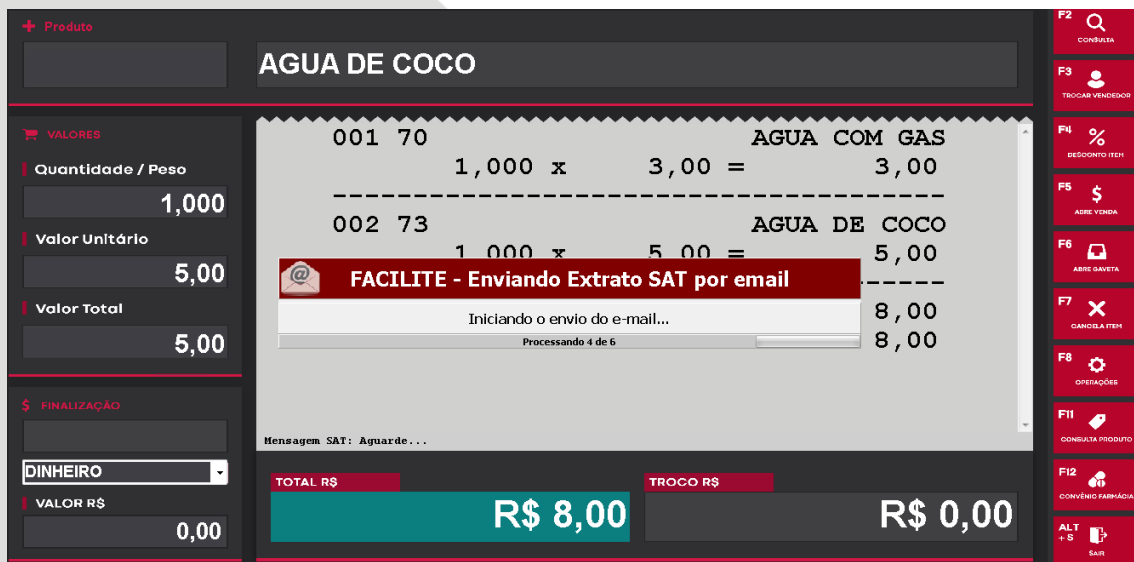 Produto
AGUA DE COCO
VALORES
Quantidade / Peso
1,000
Valor Unitário
5,00
Valor Total
5,00
$ FINALIZAÇÃO
DINHEIRO
VALOR R$
0,00
001 70 AGUA COM GAS
1,000 x 3,00 = 3,00
002 73 AGUA DE COCO
1,000 x 5,00 = 5,00
FACILITE - Enviando Extrato SAT por email
Iniciando o envio do e-mail...
Processando 4 de 6
8,00
8,00
Mensagem SAT: Aguarde...
TOTAL R$
R$ 8,00
TROCO R$
R$ 0,00
F2
CONSULTA
F3
TROCAR VENDEDOR
F4
%
DESCONTO ITEM
F5
$
ABRE VENDA
F6
ABRE GAVETA
F7
CANCELA ITEM
F8
OPERAÇÕES
F11
CONSULTA PRODUTO
F12
CONVÊNIO FARMÁCIA
ALT
+ S
SAIR